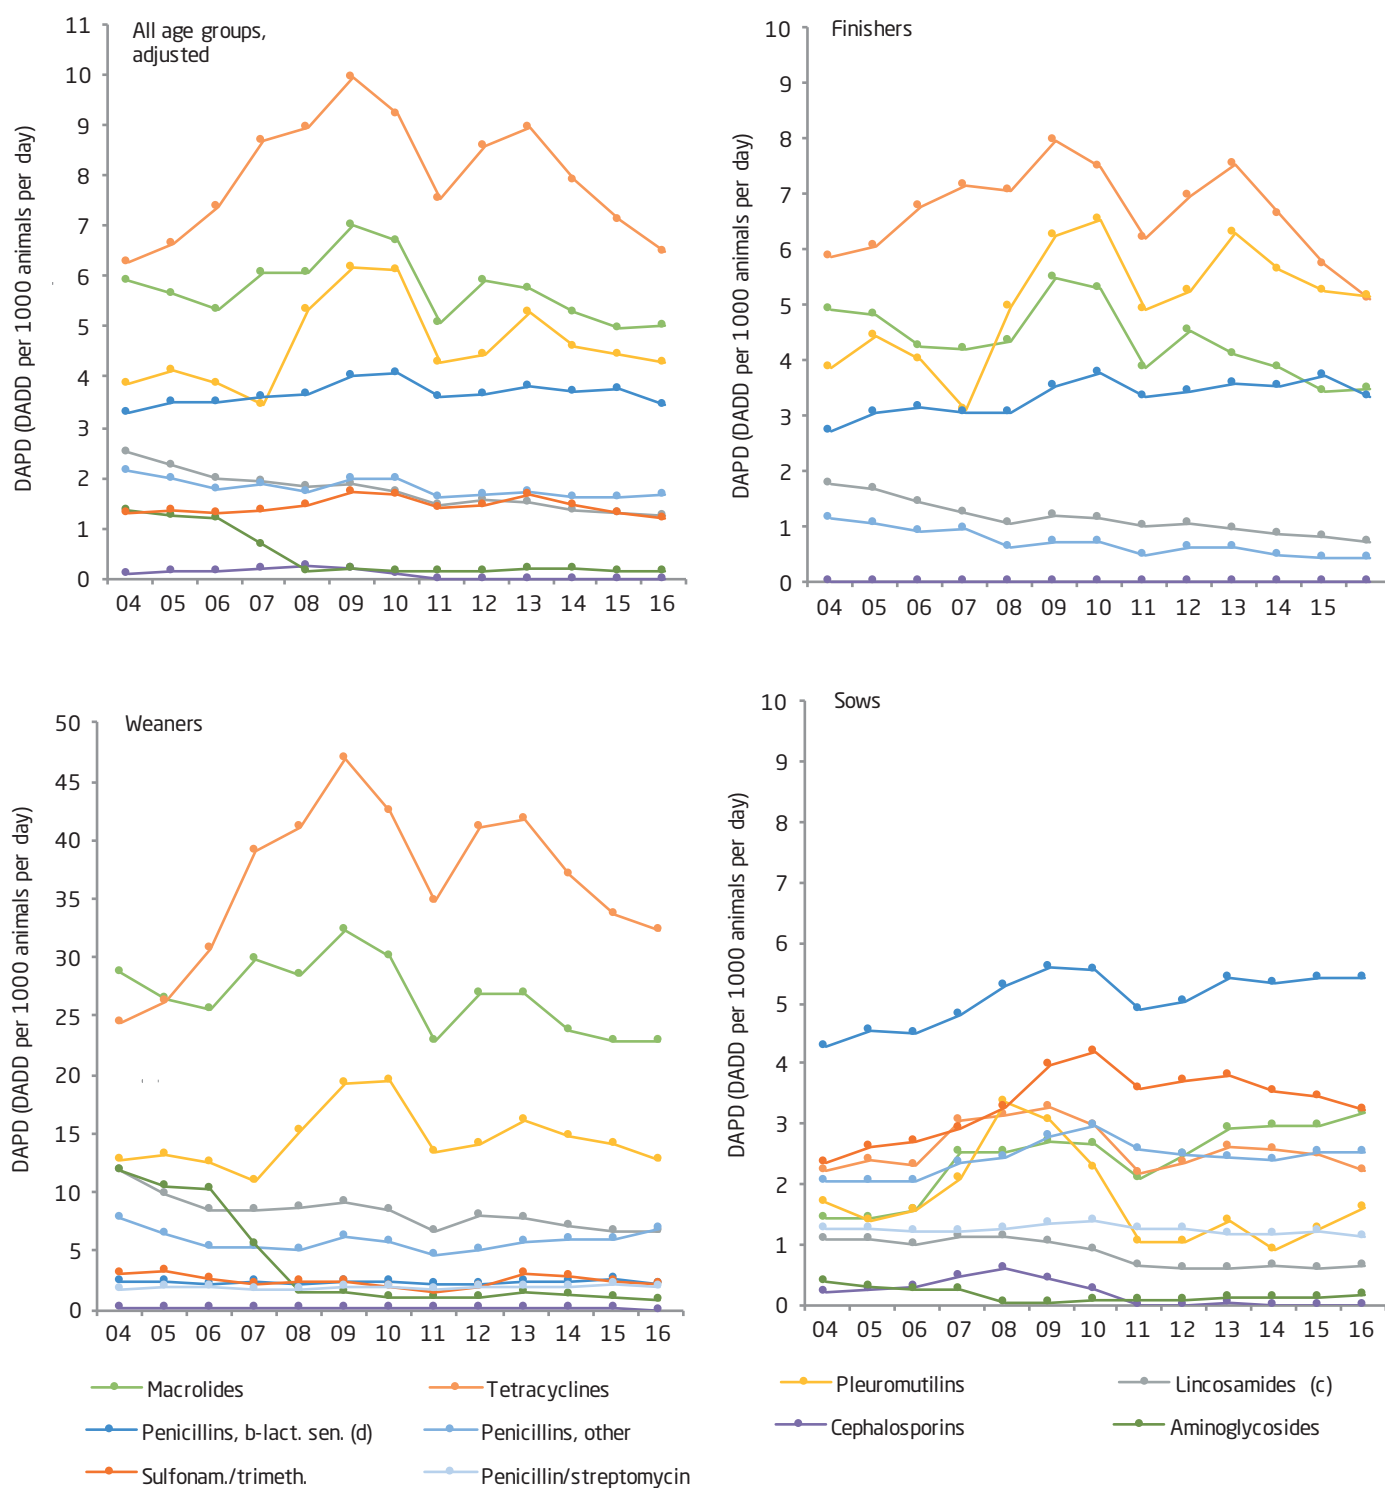 All age groups,
adjusted
DAPD (DADD per 1000 animals per day)
11
10
9
8
7
6
5
4
3
2
1
0
04 05 06 07 08 09 10 11 12 13 14 15 16
Finishers
DAPD (DADD per 1000 animals per day)
10
9
8
7
6
5
4
3
2
1
0
04 05 06 07 08 09 10 11 12 13 14 15
Weaners
DAPD (DADD per 1000 animals per day)
50
45
40
35
30
25
20
15
10
5
0
04 05 06 07 08 09 10 11 12 13 14 15 16
Sows
DAPD (DADD per 1000 animals per day)
10
9
8
7
6
5
4
3
2
1
0
04 05 06 07 08 09 10 11 12 13 14 15 16
Macrolides
Tetracyclines
Pleuromutilins
Lincosamides (c)
Penicillins, b-lact. sen. (d)
Penicillins, other
Cephalosporins
Aminoglycosides
Sulfonam./trimeth.
Penicillin/streptomycin